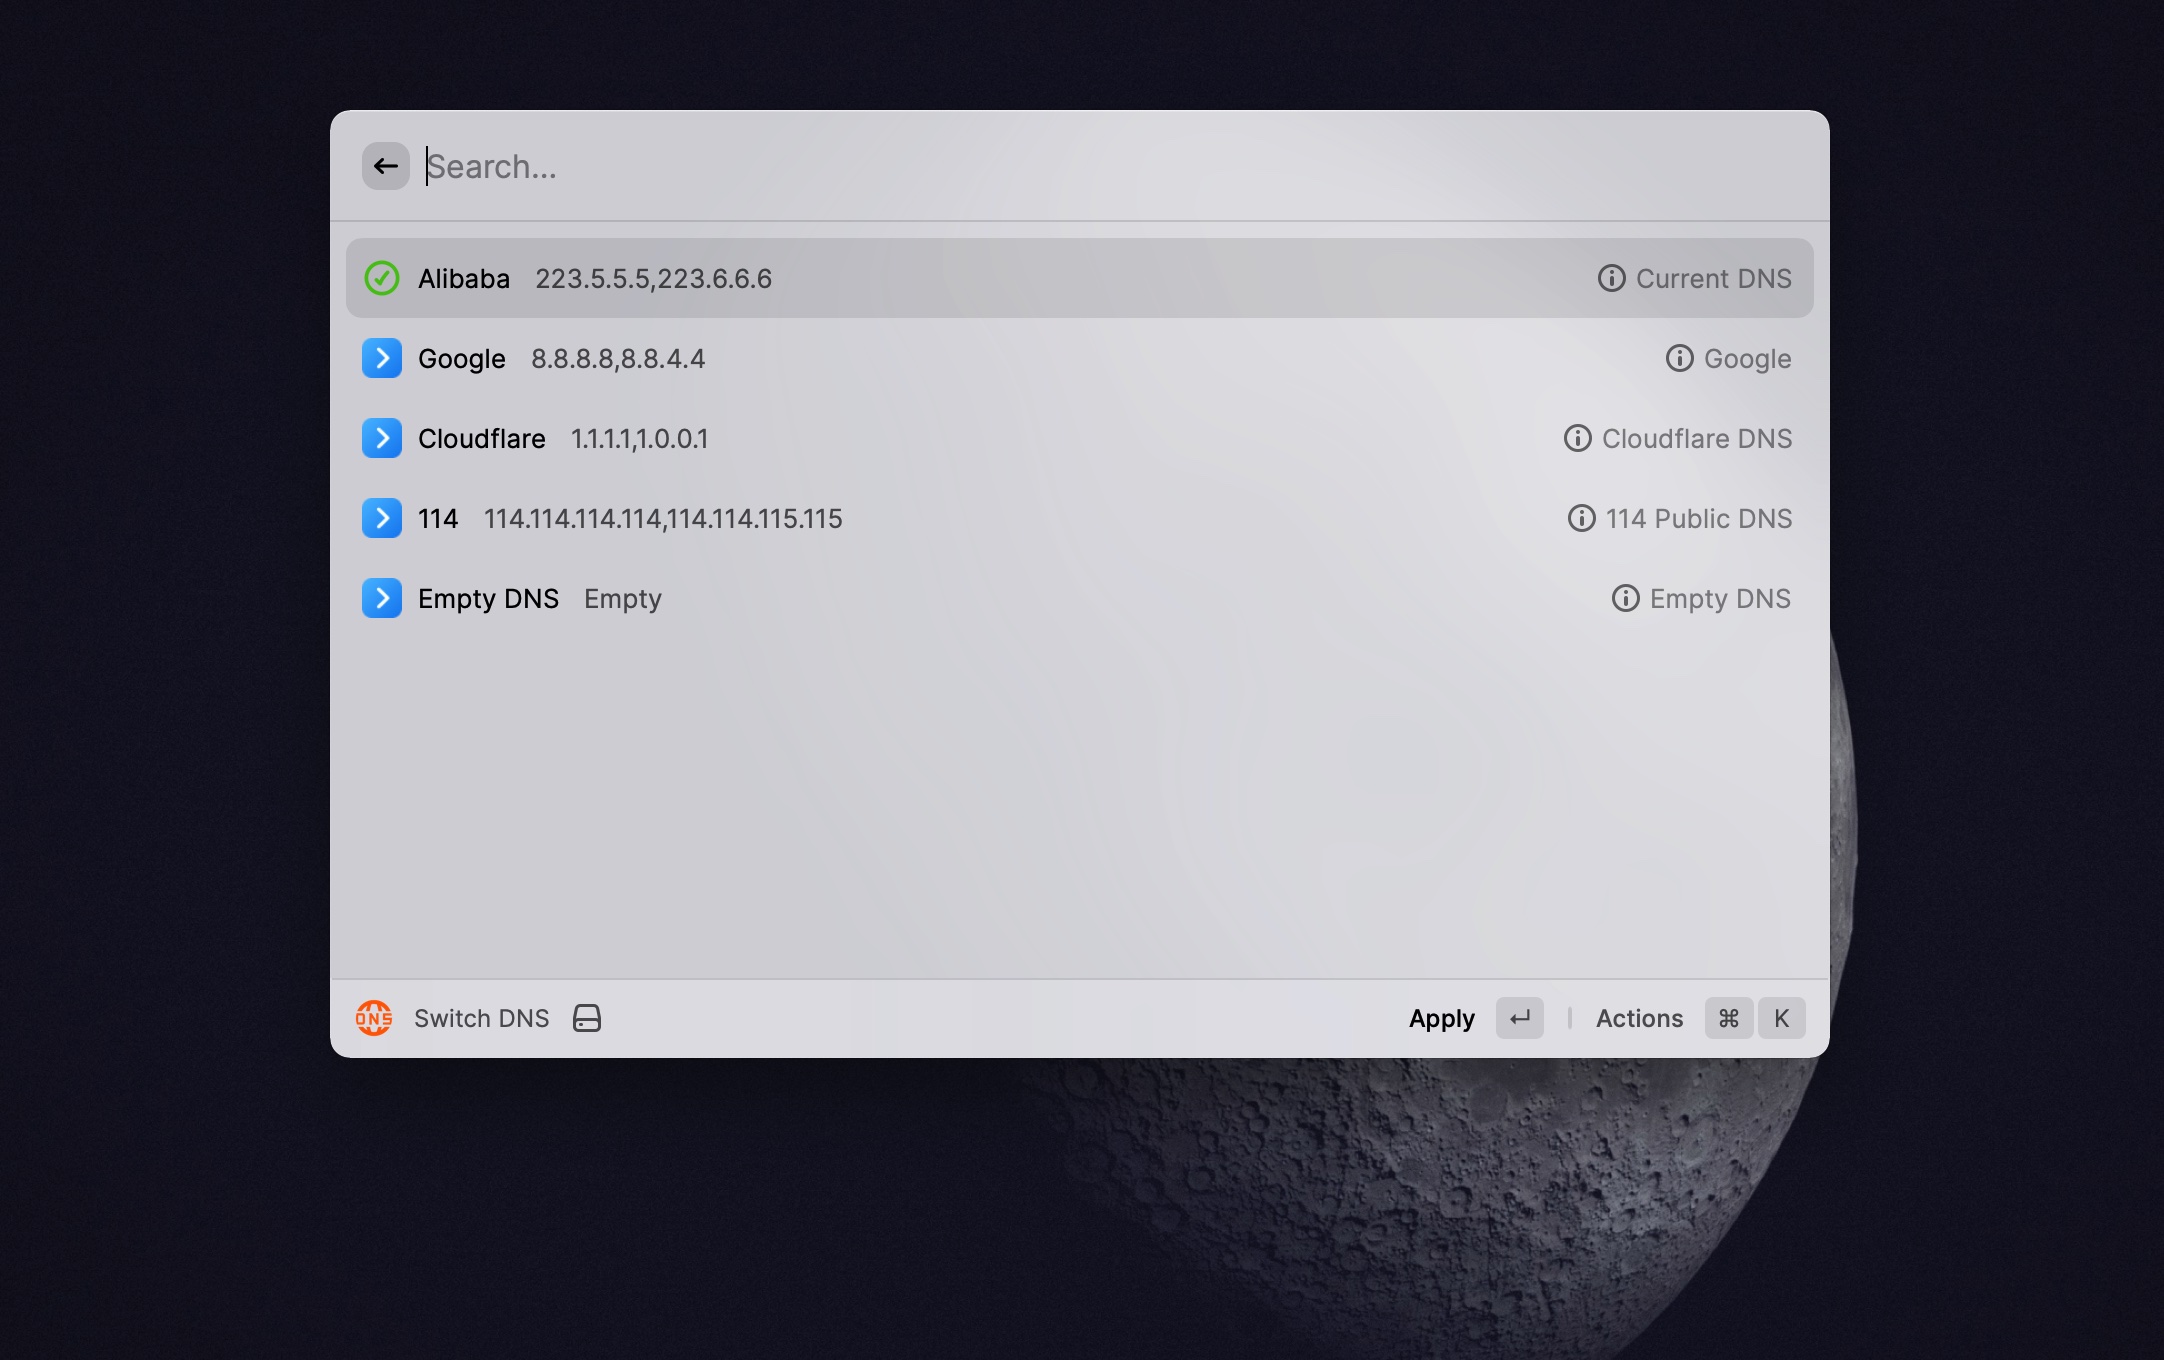 Search...
Alibaba 223.5.5.5,223.6.6.6 Current DNS
Google 8.8.8.8,8.8.4.4 Google
Cloudflare 1.1.1.1,1.0.0.1 Cloudflare DNS
114 114.114.114.114,114.114.115.115 114 Public DNS
Empty DNS Empty Empty DNS
DNS Switch DNS Apply ↵ Actions ⌘ K